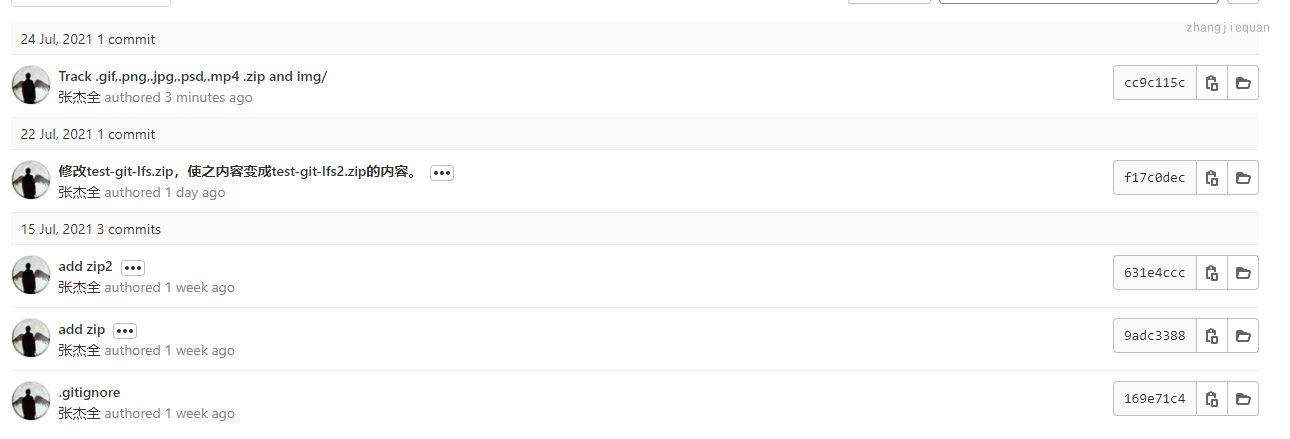 zhangjiequan
24 Jul, 2021 1 commit
Track .gif,.png,.jpg,.psd,.mp4 .zip and img/
cc9c115c
张杰全 authored 3 minutes ago
22 Jul, 2021 1 commit
修改test-git-lfs.zip，使之内容变成test-git-lfs2.zip的内容。
f17c0dec
张杰全 authored 1 day ago
15 Jul, 2021 3 commits
add zip2
631e4ccc
张杰全 authored 1 week ago
add zip
9adc3388
张杰全 authored 1 week ago
.gitignore
169e71c4
张杰全 authored 1 week ago